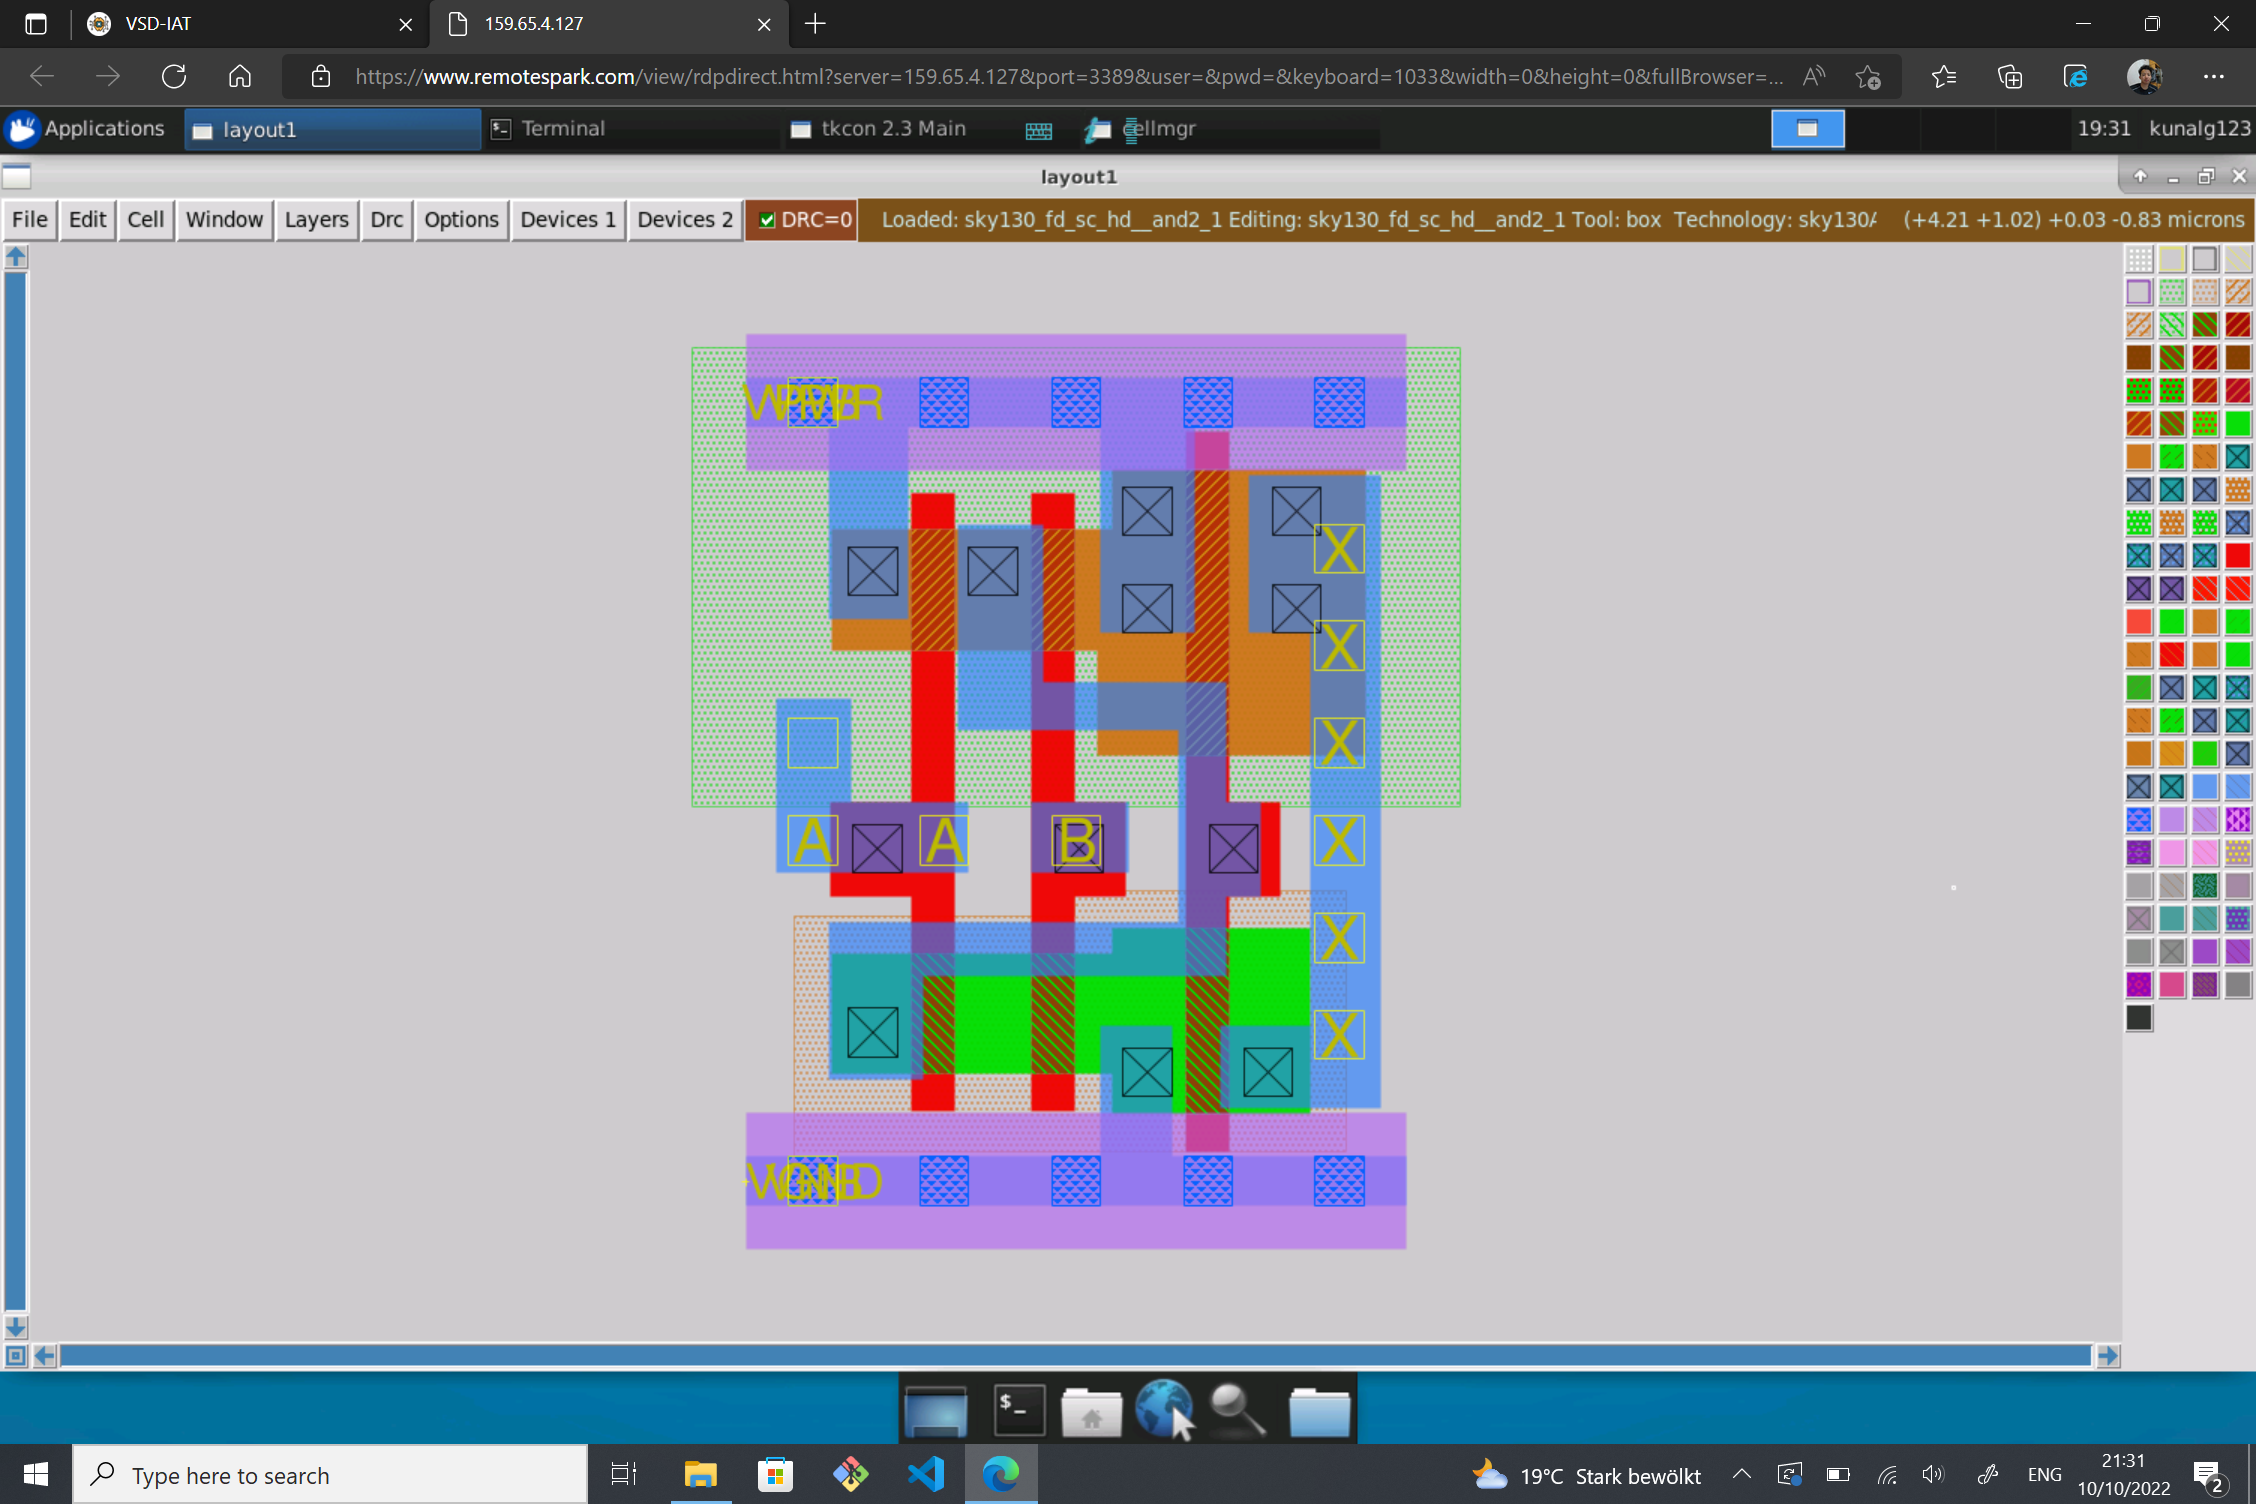 VSD-IAT
159.65.4.127
https://www.remotespark.com/view/rdpdirect.html?server=159.65.4.127&port=3389&user=&pwd=&keyboard=1033&width=0&height=0&fullBrowser=...
Applications
layout1
Terminal
tkcon 2.3 Main
cellmgr
19:31
kunalg123
layout1
File
Edit
Cell
Window
Layers
Drc
Options
Devices 1
Devices 2
DRC=0
Loaded: sky130_fd_sc_hd__and2_1 Editing: sky130_fd_sc_hd__and2_1 Tool: box Technology: sky130A
(+4.21 +1.02) +0.03 -0.83 microns
X
X
X
A
A
B
X
X
X
$_
Type here to search
19°C Stark bewölkt
ENG
21:31
10/10/2022
2